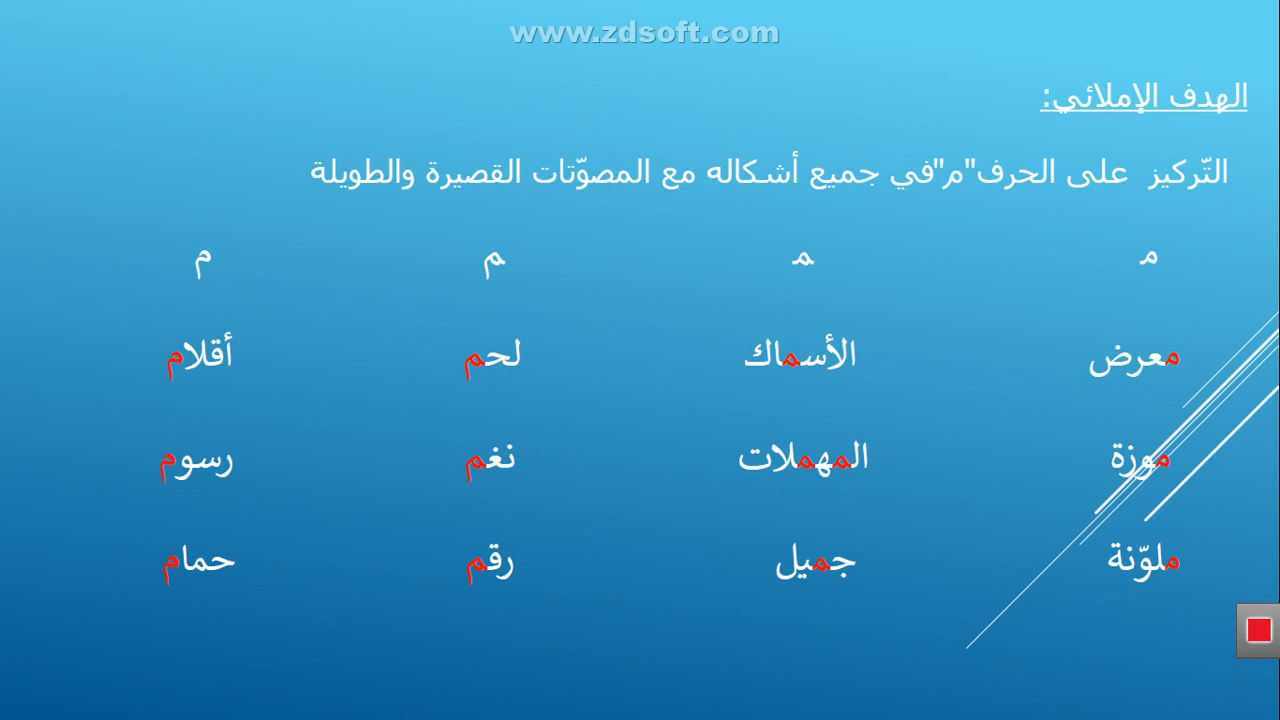 www.zdsoft.com
الهدف الإملائي:
التّركيز على الحرف"م"في جميع أشكاله مع المصوّتات القصيرة والطويلة
مـ ـمـ ـم م
معرض الأسماك لحم أقلام
موزة المهملات نغم رسوم
ملوّنة جميل رقم حمام